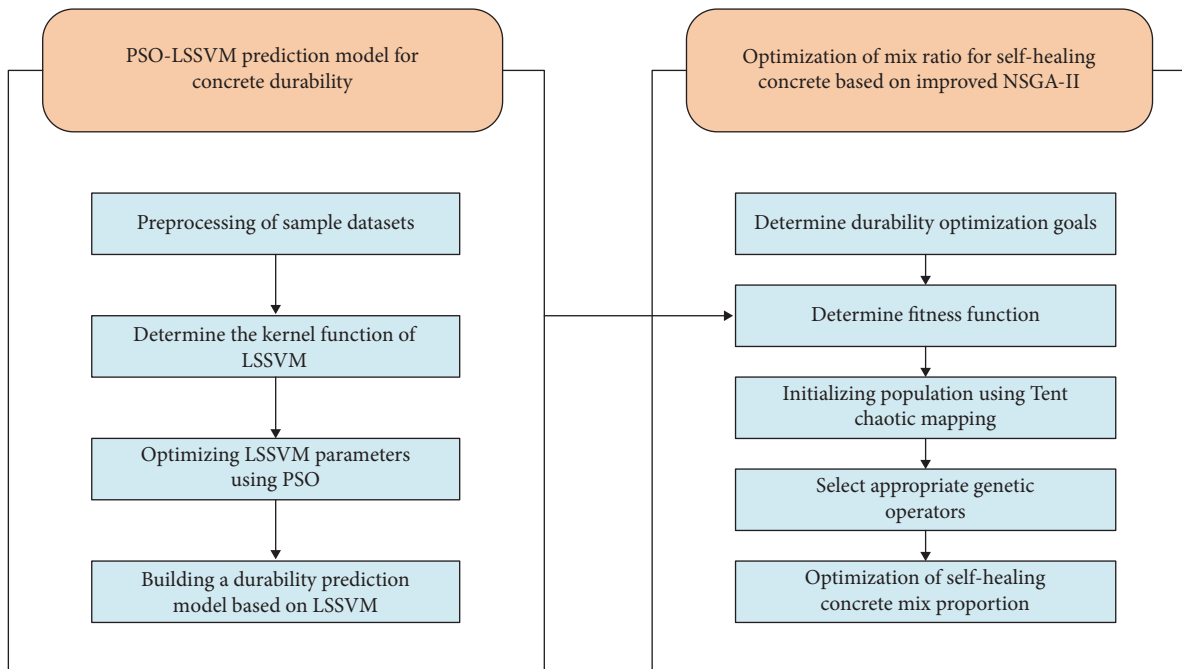 PSO-LSSVM prediction model for
concrete durability
Preprocessing of sample datasets
Determine the kernel function of
LSSVM
Optimizing LSSVM parameters
using PSO
Building a durability prediction
model based on LSSVM
Optimization of mix ratio for self-healing
concrete based on improved NSGA-II
Determine durability optimization goals
Determine fitness function
Initializing population using Tent
chaotic mapping
Select appropriate genetic
operators
Optimization of self-healing
concrete mix proportion